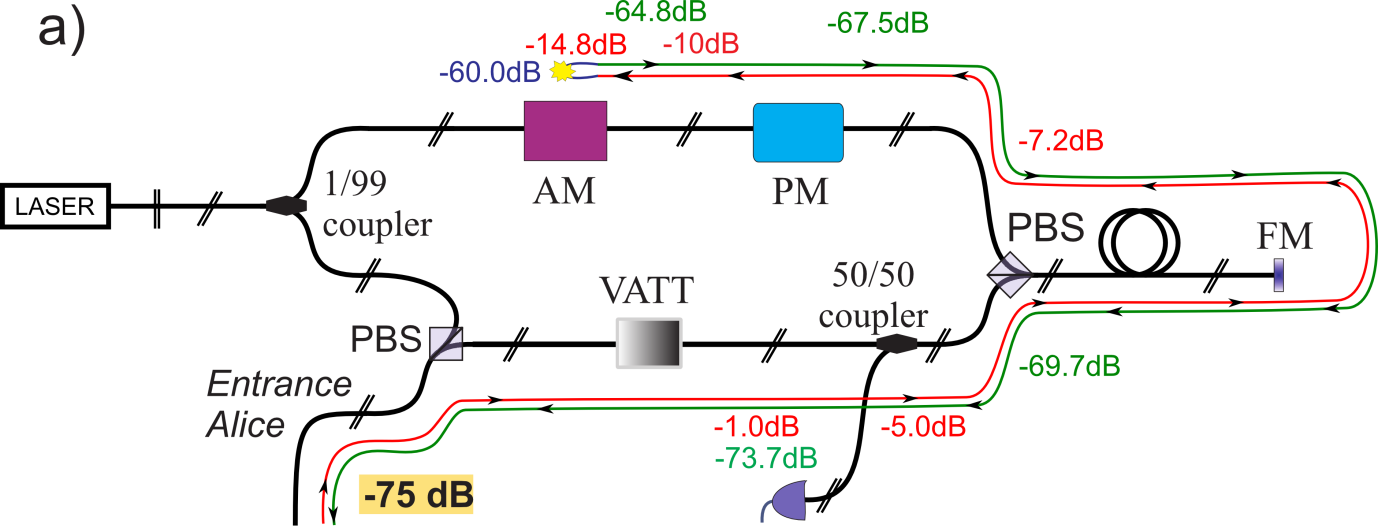 a)
-64.8dB
-67.5dB
-14.8dB
-10dB
-60.0dB
-7.2dB
LASER
1/99
coupler
AM
PM
PBS
FM
VATT
50/50
coupler
PBS
Entrance
Alice
-69.7dB
-1.0dB
-5.0dB
-73.7dB
-75 dB